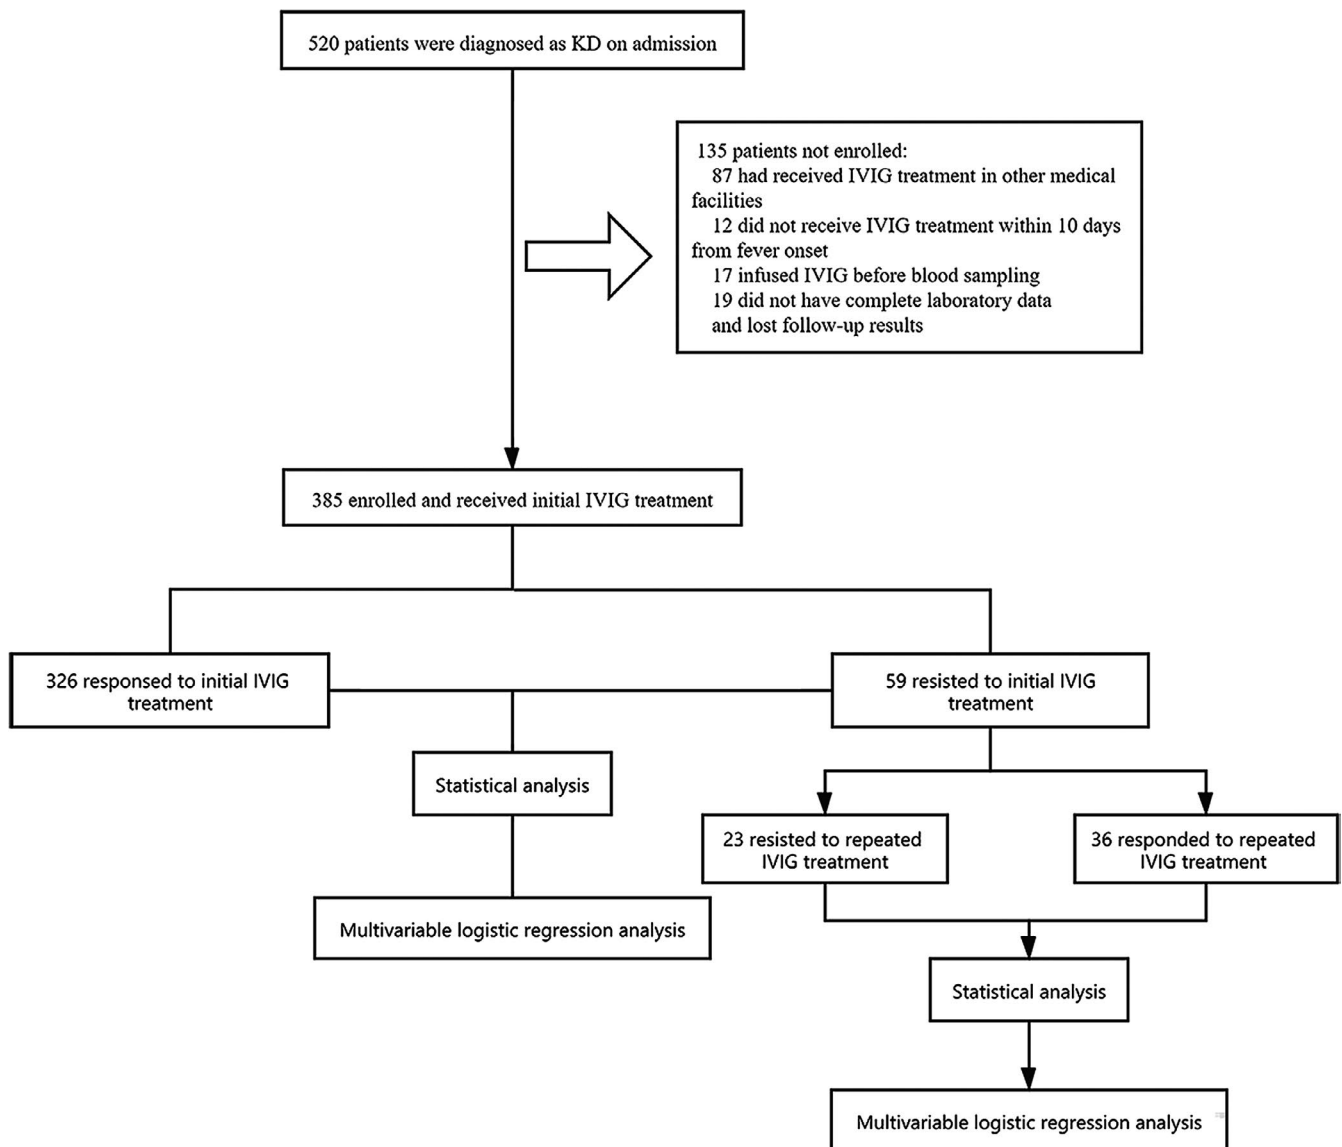 520 patients were diagnosed as KD on admission
135 patients not enrolled:
87 had received IVIG treatment in other medical
facilities
12 did not receive IVIG treatment within 10 days
from fever onset
17 infused IVIG before blood sampling
19 did not have complete laboratory data
and lost follow-up results
385 enrolled and received initial IVIG treatment
326 responsed to initial IVIG
treatment
59 resisted to initial IVIG
treatment
Statistical analysis
23 resisted to repeated
IVIG treatment
36 responded to repeated
IVIG treatment
Multivariable logistic regression analysis
Statistical analysis
Multivariable logistic regression analysis